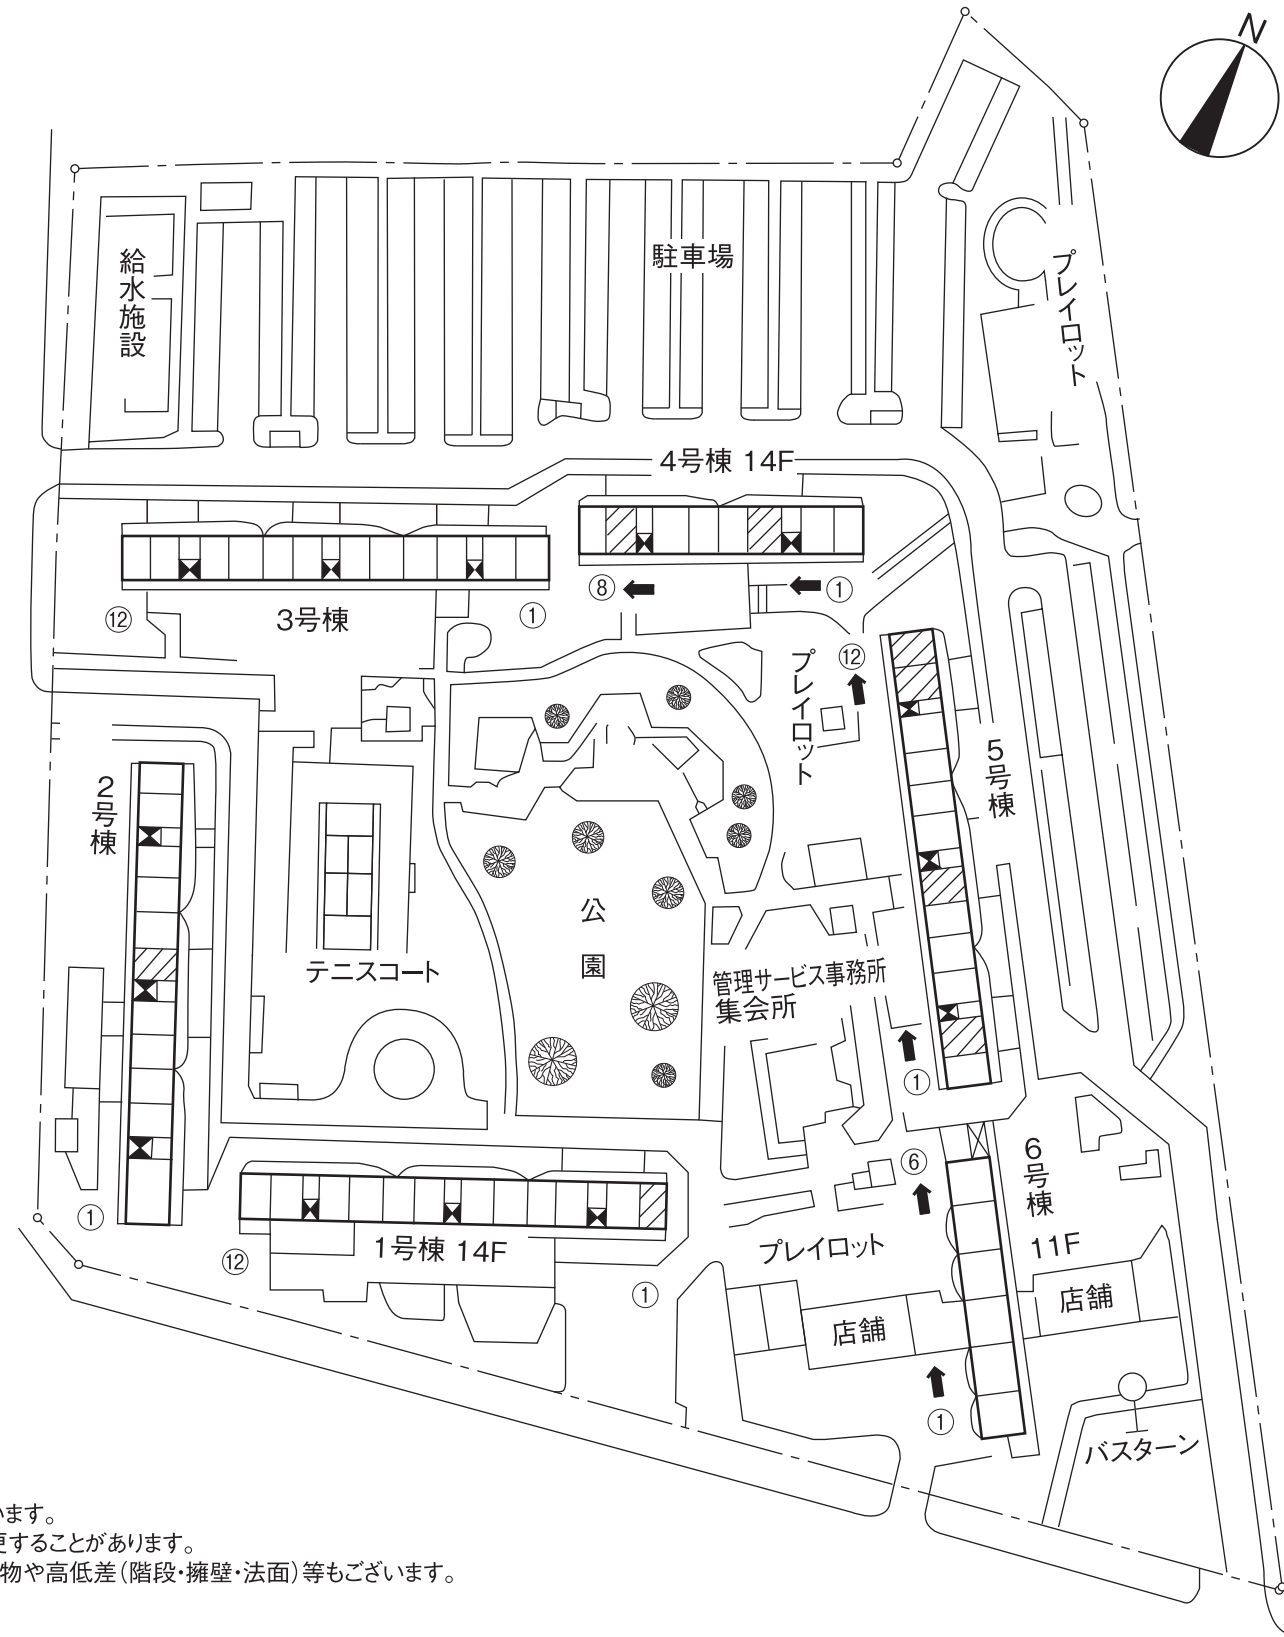 N
給水施設
駐車場
プレイロット
4号棟 14F
⑧
①
⑫
3号棟
①
⑫
プレイロット
5号棟
2号棟
公園
テニスコート
管理サービス事務所
集会所
①
⑥
6号棟
11F
①
⑫
1号棟 14F
①
プレイロット
店舗
店舗
①
バスターン
います。
更することがあります。
物や高低差(階段・擁壁・法面)等もございます。